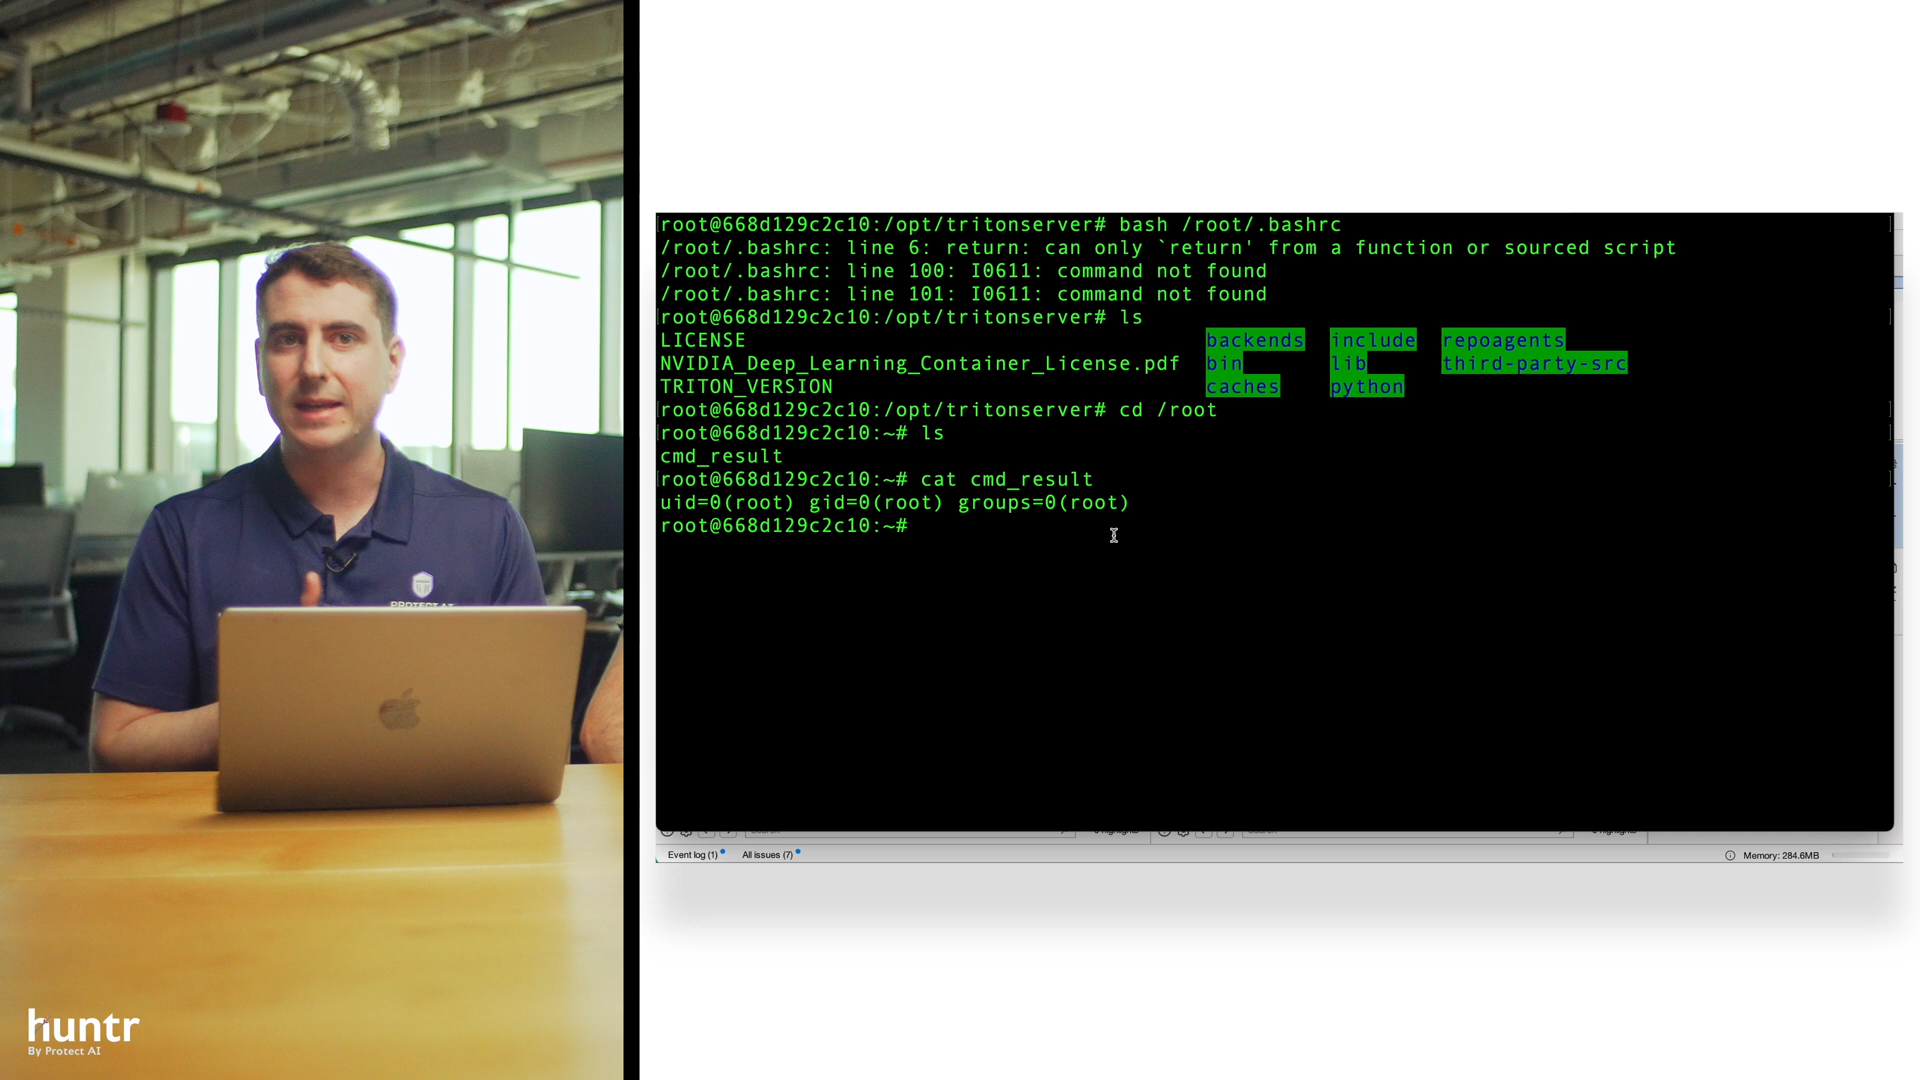 PROTECT AI
huntr
By Protect AI
root@668d129c2c10:/opt/tritonserver# bash /root/.bashrc
/root/.bashrc: line 6: return: can only `return' from a function or sourced script
/root/.bashrc: line 100: I0611: command not found
/root/.bashrc: line 101: I0611: command not found
root@668d129c2c10:/opt/tritonserver# ls
LICENSE backends include repoagents
NVIDIA_Deep_Learning_Container_License.pdf bin lib third-party-src
TRITON_VERSION caches python
root@668d129c2c10:/opt/tritonserver# cd /root
root@668d129c2c10:~# ls
cmd_result
root@668d129c2c10:~# cat cmd_result
uid=0(root) gid=0(root) groups=0(root)
root@668d129c2c10:~#
Event log (1) All issues (7) Memory: 284.6MB